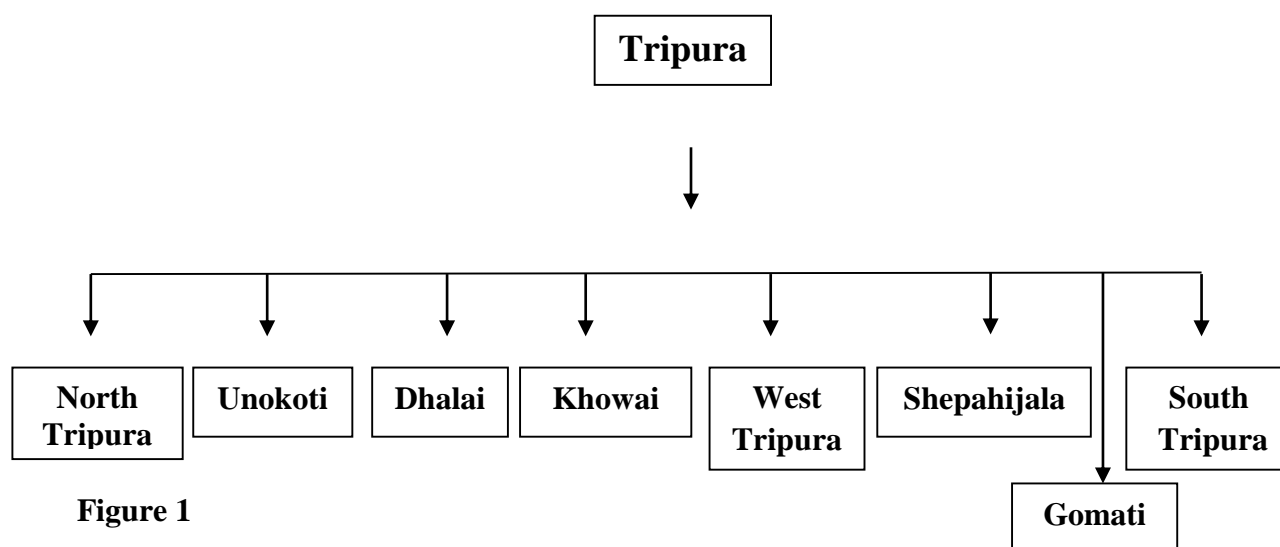 Tripura
North
Tripura
Unokoti
Dhalai
Khowai
West
Tripura
Shepahijala
South
Tripura
Gomati
Figure 1